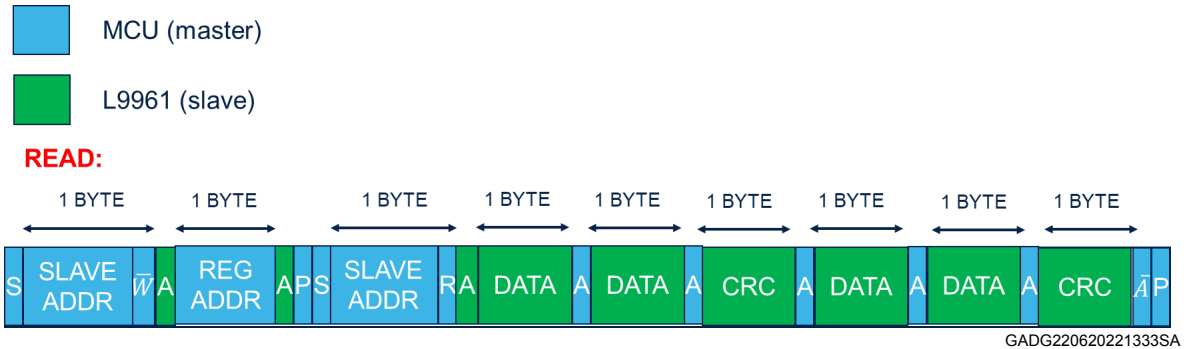 MCU (master)
L9961 (slave)
READ:
1 BYTE 1 BYTE 1 BYTE 1 BYTE 1 BYTE 1 BYTE 1 BYTE 1 BYTE 1 BYTE
S SLAVE ADDR W̅ A REG ADDR A P S SLAVE ADDR R A DATA A DATA A CRC A DATA A DATA A CRC A̅ P
GADG220620221333SA